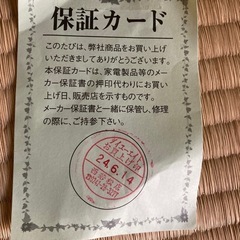 保証カード
このたびは、弊社商品をお買い上げ
いただきましてありがとうございます。
本保証カードは、家電製品等のメー
カー保証書の押印代わりにお買い
上げ日、販売店を示すものです。
メーカー保証書と一緒に保管し、修理
の際に、ご持参下さい。
お買上げ日
24.6.14